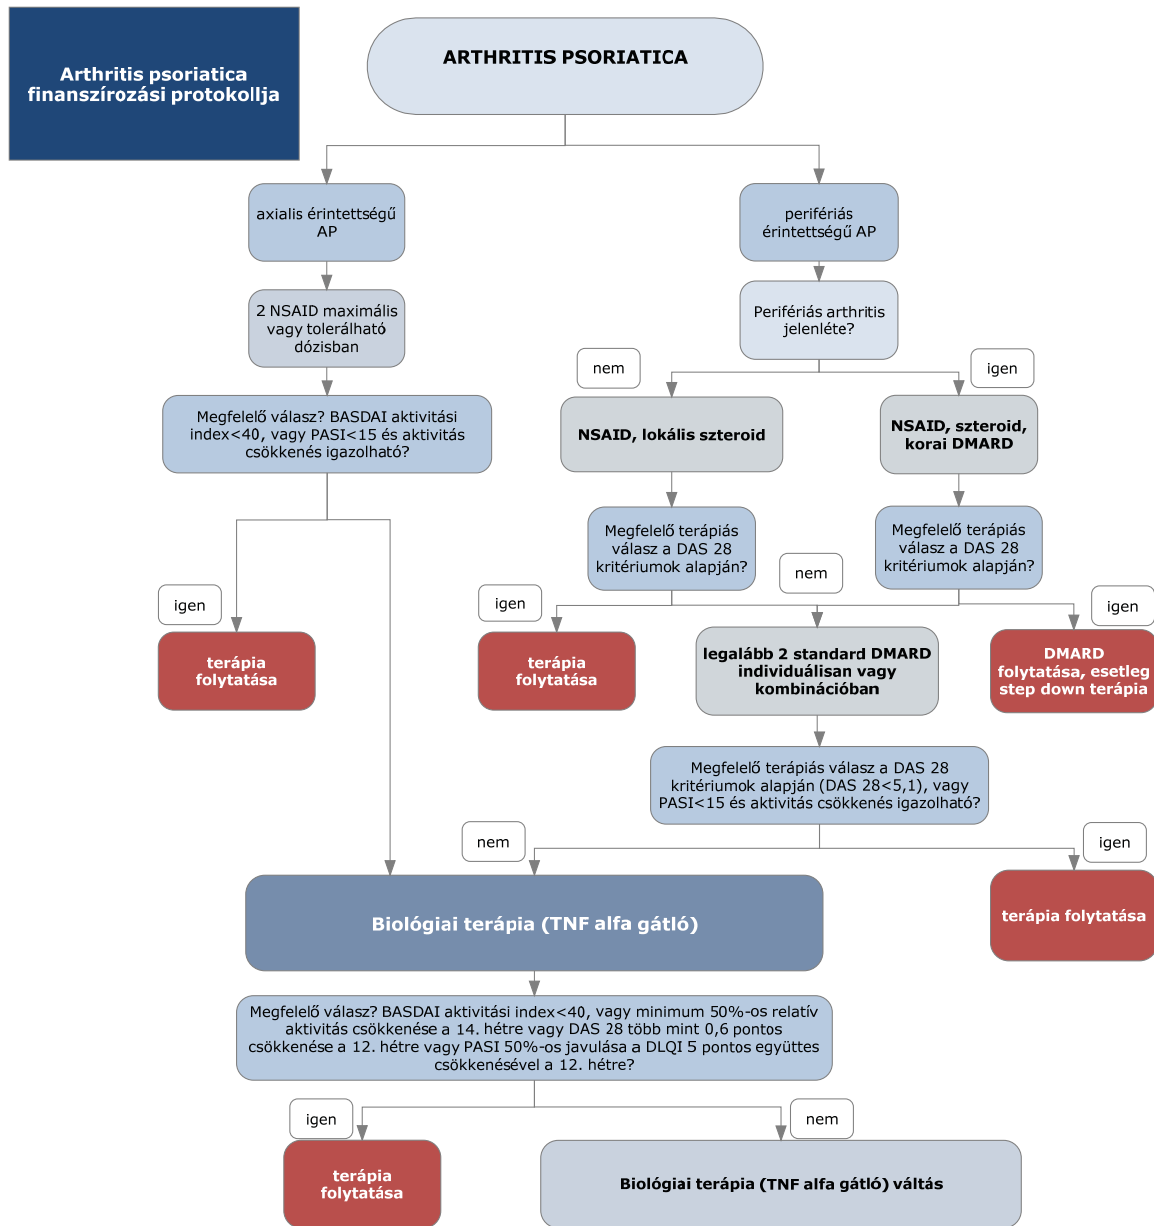 Arthritis psoriatica
finanszírozási protokollja
ARTHRITIS PSORIATICA
axialis érintettségű
AP
perifériás
érintettségű AP
2 NSAID maximális
vagy tolerálható
dózisban
Perifériás arthritis
jelenléte?
nem
igen
Megfelelő válasz? BASDAI aktivitási
index<40, vagy PASI<15 és aktivitás
csökkenés igazolható?
NSAID, lokális szteroid
NSAID, szteroid,
korai DMARD
Megfelelő terápiás
válasz a DAS 28
kritériumok alapján?
Megfelelő terápiás
válasz a DAS 28
kritériumok alapján?
nem
igen
igen
igen
terápia
folytatása
terápia
folytatása
legalább 2 standard DMARD
individuálisan vagy
kombinációban
DMARD
folytatása, esetleg
step down terápia
Megfelelő terápiás válasz a DAS 28
kritériumok alapján (DAS 28<5,1), vagy
PASI<15 és aktivitás csökkenés igazolható?
nem
igen
Biológiai terápia (TNF alfa gátló)
terápia folytatása
Megfelelő válasz? BASDAI aktivitási index<40, vagy minimum 50%-os relatív
aktivitás csökkenése a 14. hétre vagy DAS 28 több mint 0,6 pontos
csökkenése a 12. hétre vagy PASI 50%-os javulása a DLQI 5 pontos együttes
csökkenésével a 12. hétre?
igen
nem
terápia
folytatása
Biológiai terápia (TNF alfa gátló) váltás